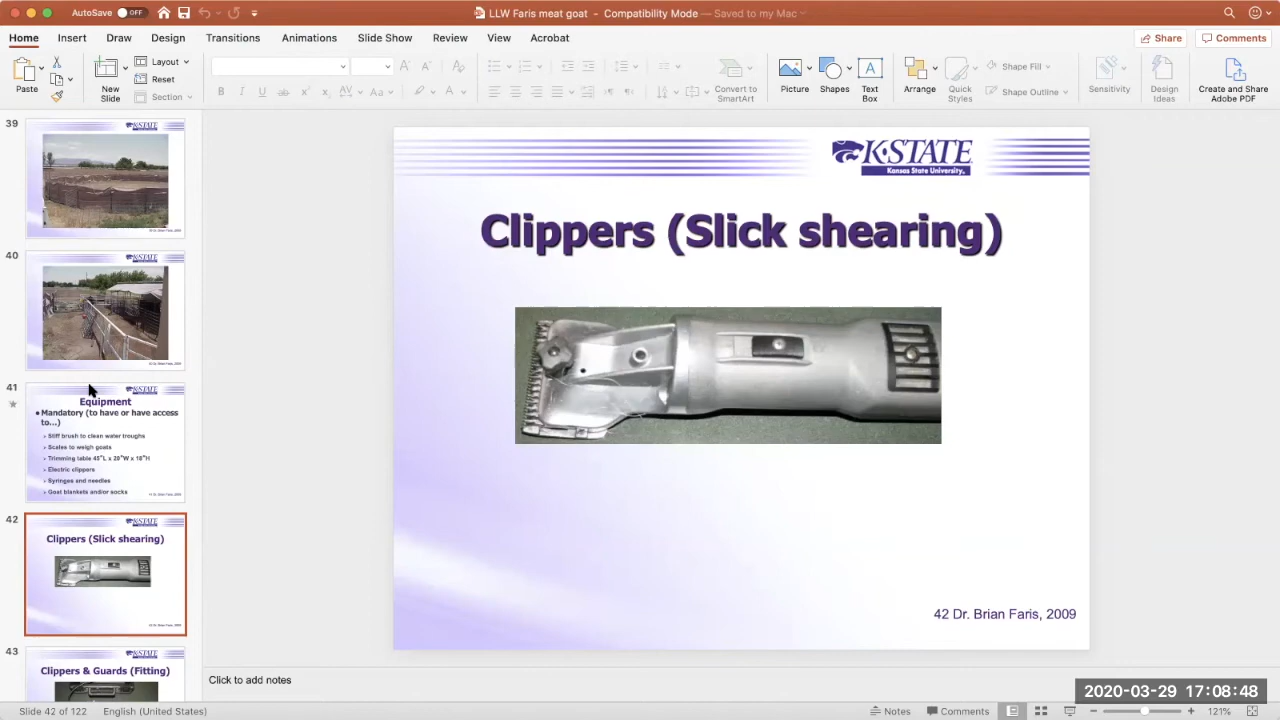 AutoSave OFF
LLW Faris meat goat - Compatibility Mode — Saved to my Mac
Home Insert Draw Design Transitions Animations Slide Show Review View Acrobat
Share Comments
Paste
New Slide
Layout
Reset
Section
Convert to SmartArt
Picture
Shapes
Text Box
Arrange
Quick Styles
Shape Fill
Shape Outline
Sensitivity
Design Ideas
Create and Share Adobe PDF
39
40
41
Equipment
Mandatory (to have or have access to...)
Stiff brush to clean water troughs
Scales to weigh goats
Trimming table 45"L x 20"W x 18"H
Electric clippers
Syringes and needles
Goat blankets and/or socks
42
Clippers (Slick shearing)
43
Clippers & Guards (Fitting)
K-STATE
Kansas State University
Clippers (Slick shearing)
42 Dr. Brian Faris, 2009
Click to add notes
2020-03-29 17:08:48
Slide 42 of 122 English (United States)
Notes Comments 121%